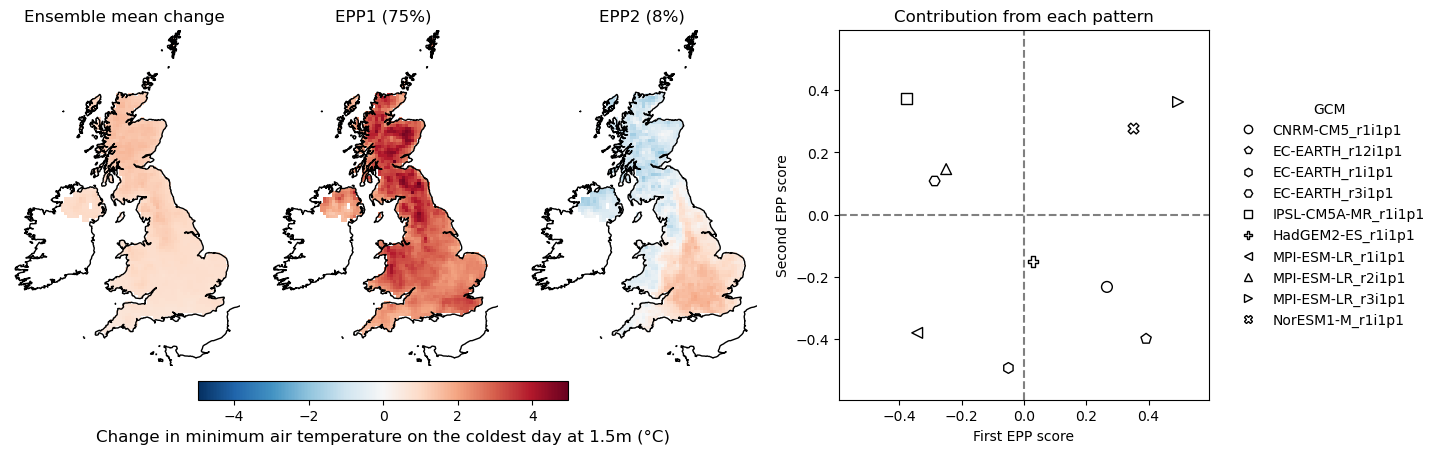 Ensemble mean change
EPP1 (75%)
EPP2 (8%)
−4
−2
0
2
4
Change in minimum air temperature on the coldest day at 1.5m (°C)
Contribution from each pattern
Second EPP score
0.4
0.2
0.0
−0.2
−0.4
−0.4
−0.2
0.0
0.2
0.4
First EPP score
GCM
CNRM-CM5_r1i1p1
EC-EARTH_r12i1p1
EC-EARTH_r1i1p1
EC-EARTH_r3i1p1
IPSL-CM5A-MR_r1i1p1
HadGEM2-ES_r1i1p1
MPI-ESM-LR_r1i1p1
MPI-ESM-LR_r2i1p1
MPI-ESM-LR_r3i1p1
NorESM1-M_r1i1p1